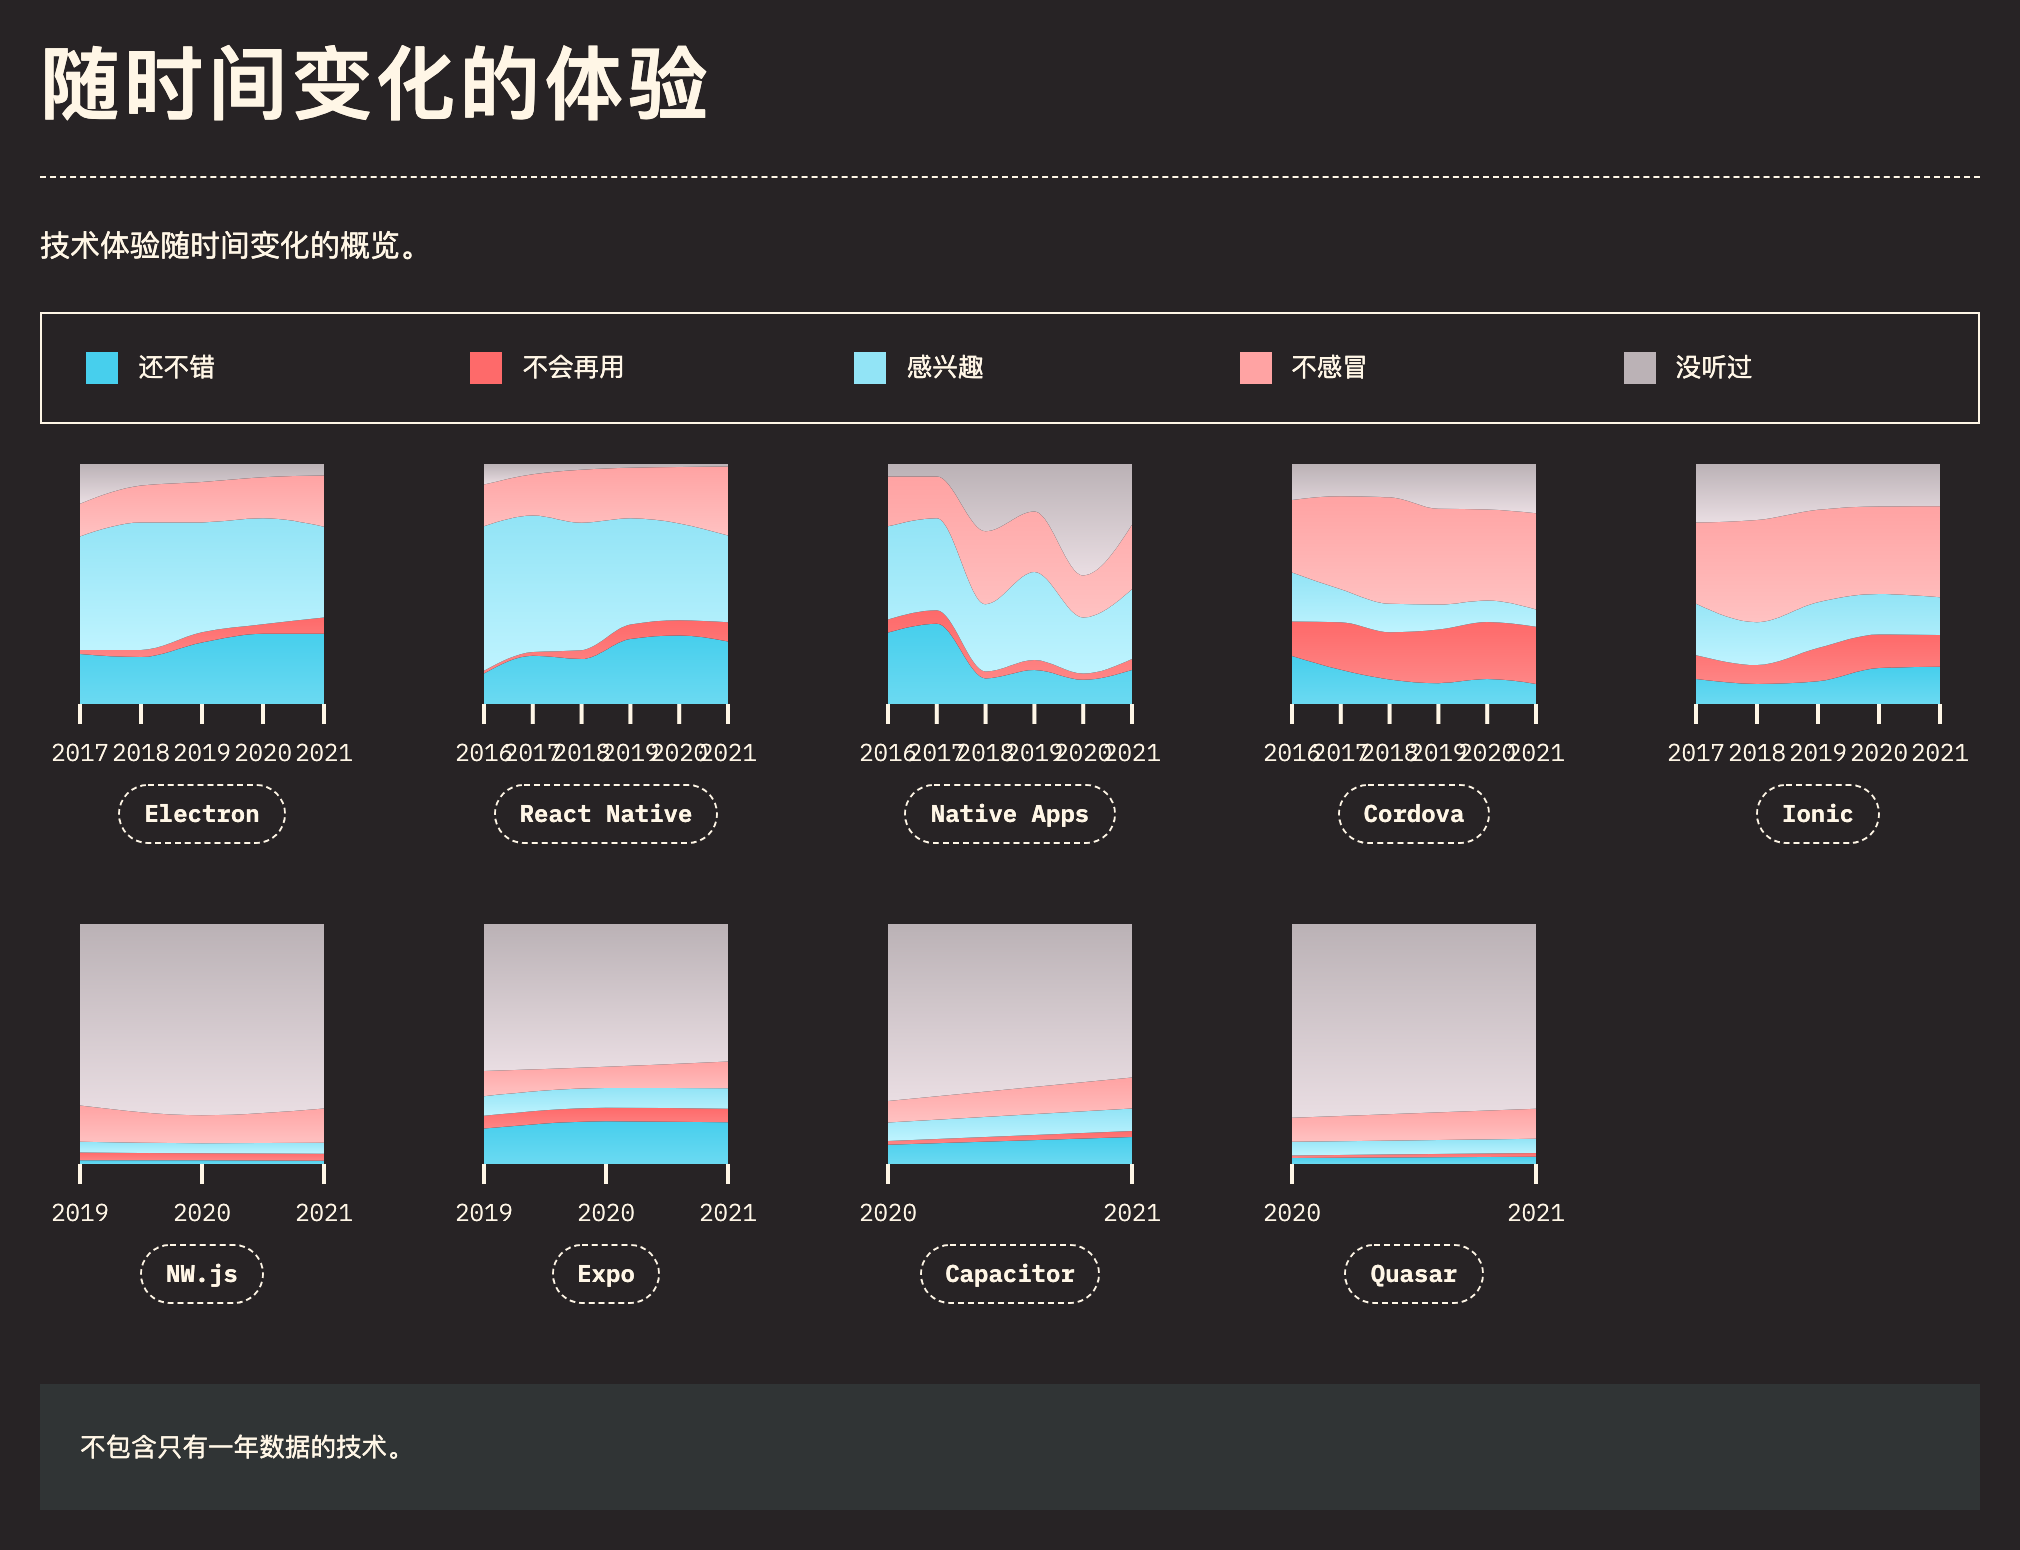 随时间变化的体验
技术体验随时间变化的概览。
还不错 不会再用 感兴趣 不感冒 没听过
2017 2018 2019 2020 2021 2016 2017 2018 2019 2020 2021 2016 2017 2018 2019 2020 2021 2016 2017 2018 2019 2020 2021 2017 2018 2019 2020 2021
Electron React Native Native Apps Cordova Ionic
2019 2020 2021 2019 2020 2021 2020 2021 2020 2021
NW.js Expo Capacitor Quasar
不包含只有一年数据的技术。